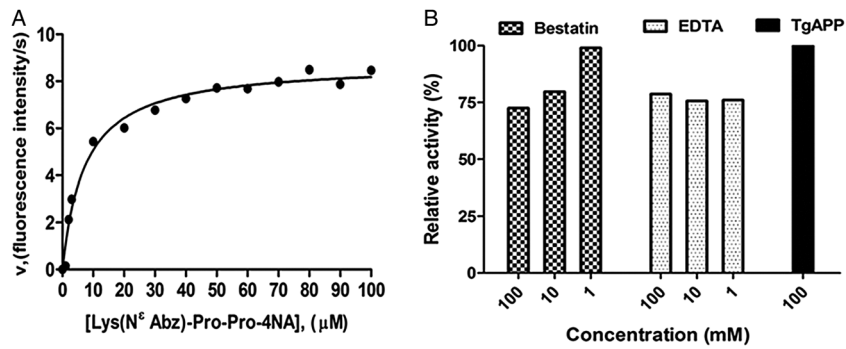 A
v,(fluorescence intensity/s)
10
8
6
4
2
0
0 10 20 30 40 50 60 70 80 90 100
[Lys(Nᵋ Abz)-Pro-Pro-4NA], (µM)
B
Bestatin EDTA TgAPP
Relative activity (%)
100
75
50
25
0
100 10 1 100 10 1 100
Concentration (mM)